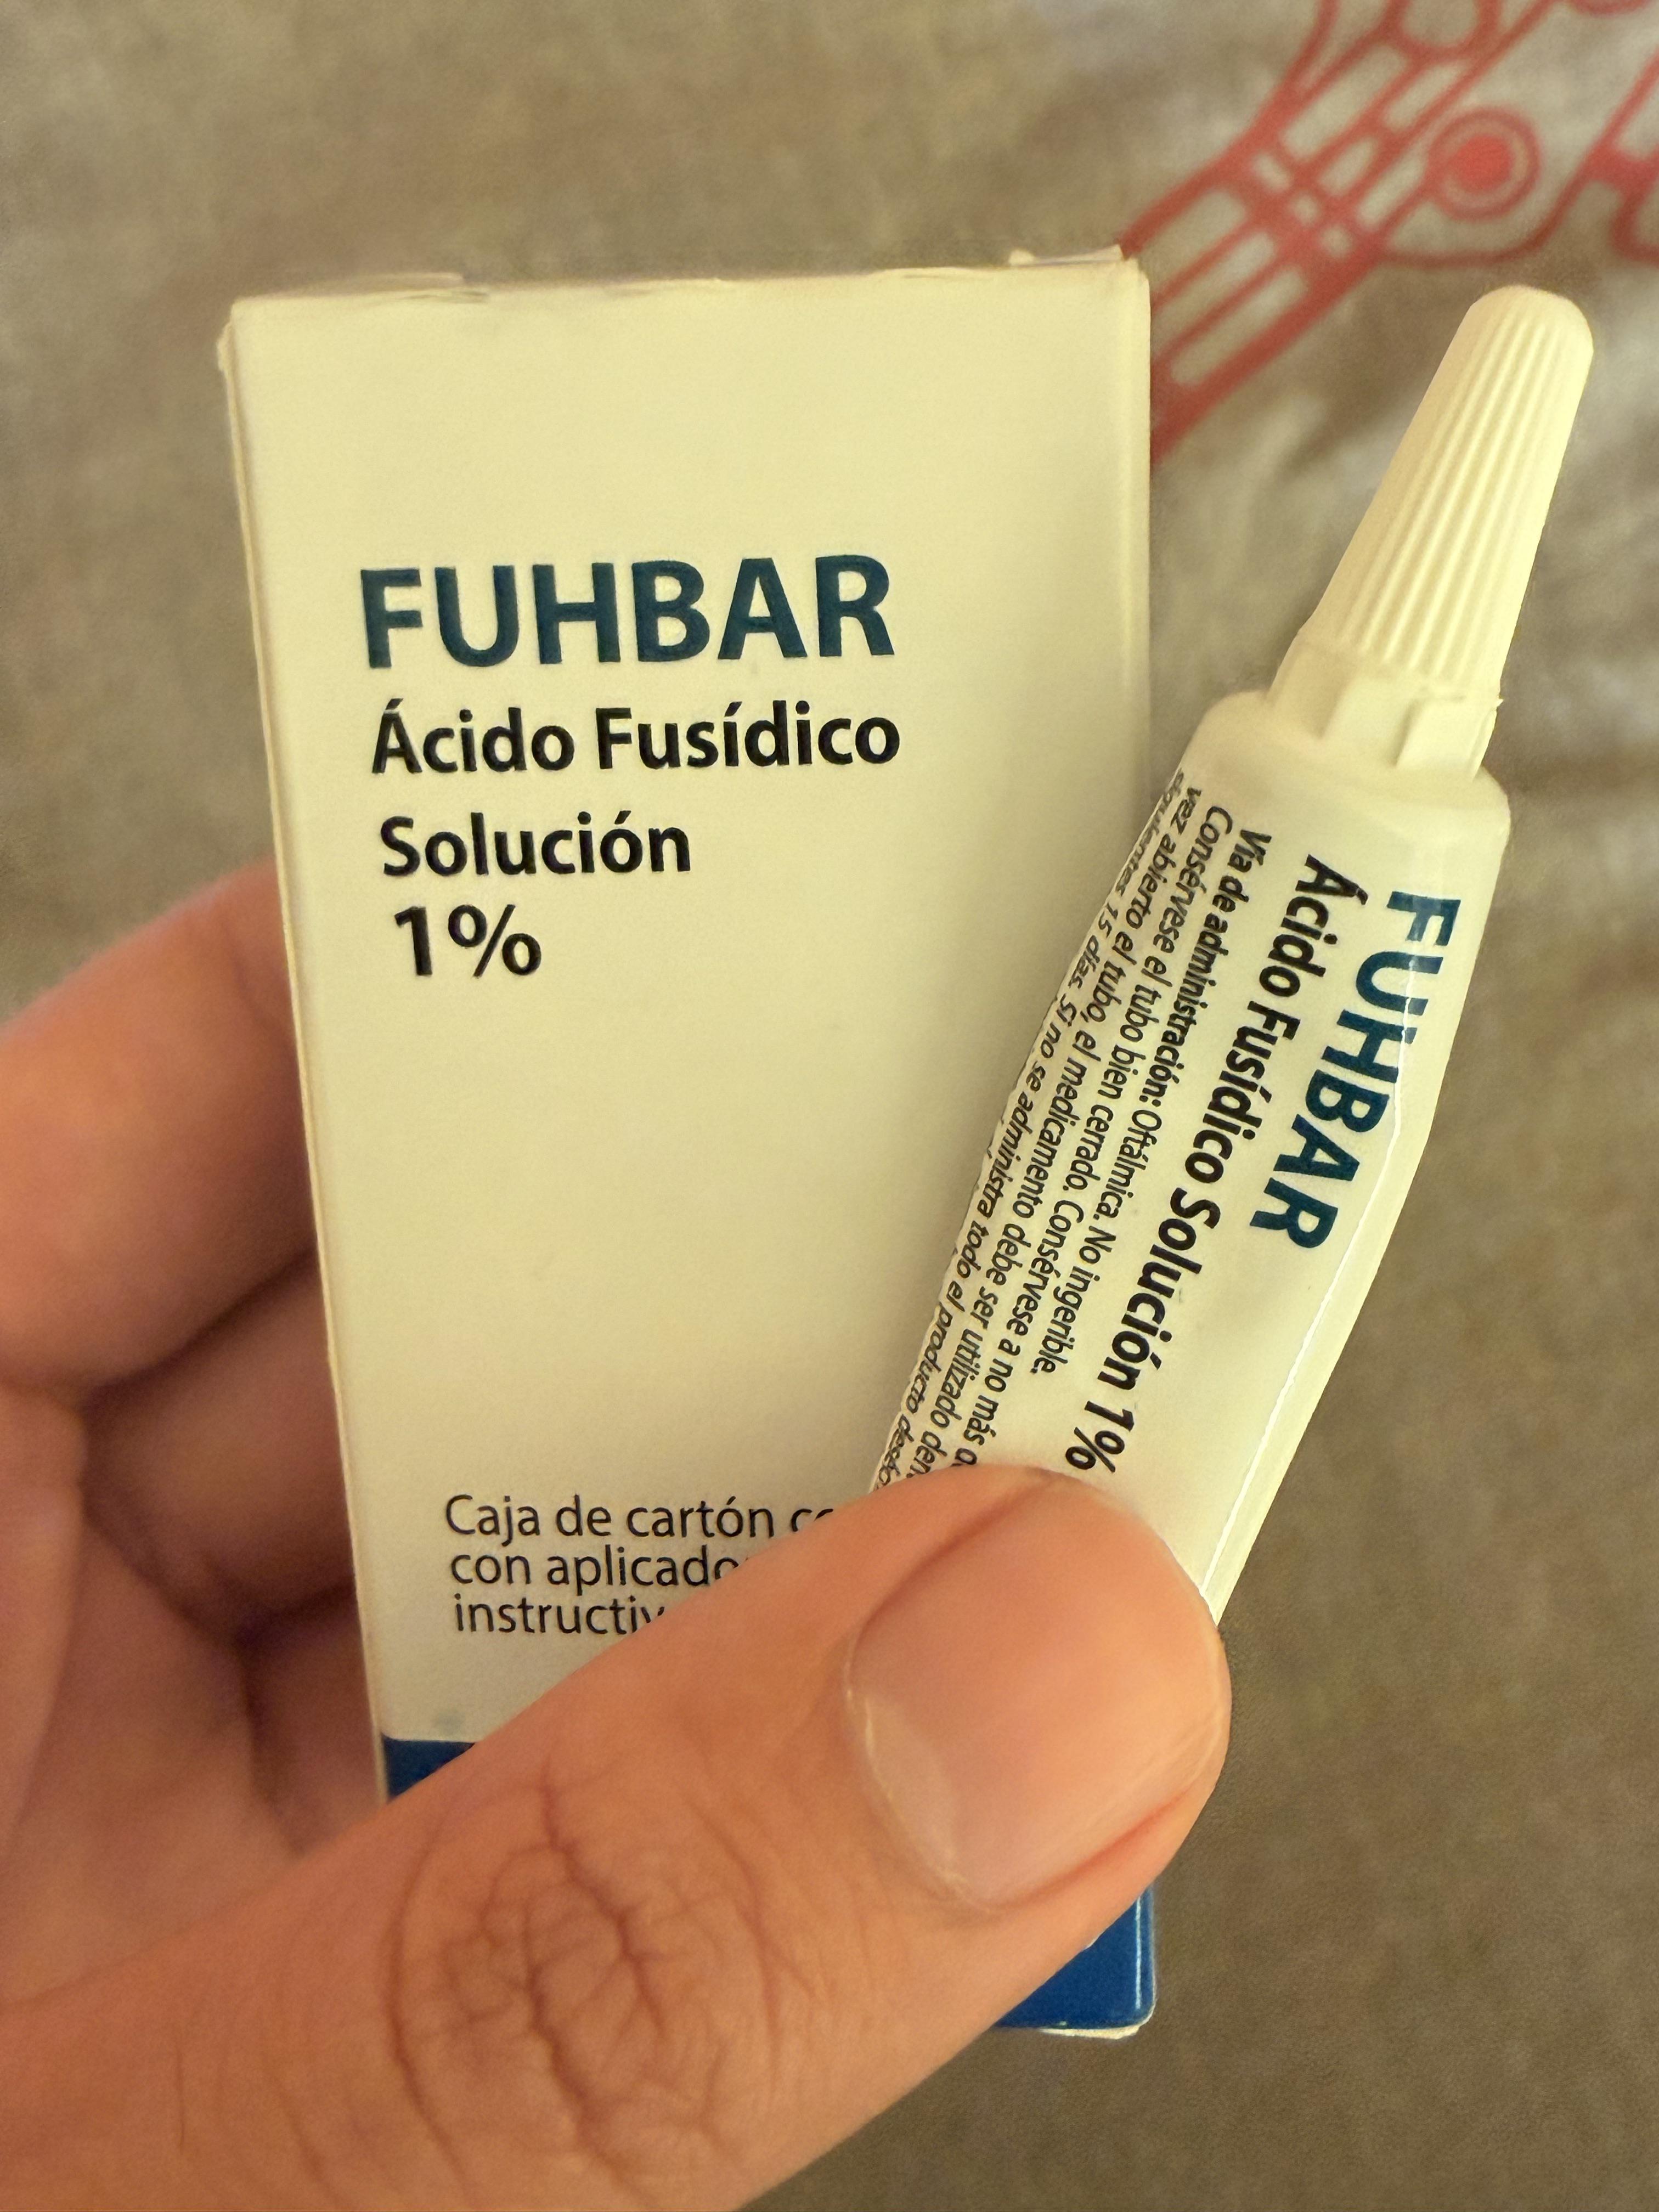 FUHBAR
Ácido Fusídico
Solución
1%
Caja de cartón
con
instructiv
FUHBAR
Ácido Fusídico Solución 1%
Vía de administración: Oftálmica. No ingerible.
Consérvese el tubo bien cerrado. Consérvese a no más
vez abierto el tubo, el medicamento debe ser utilizado
siguientes 15 días. Si no se administra todo el producto